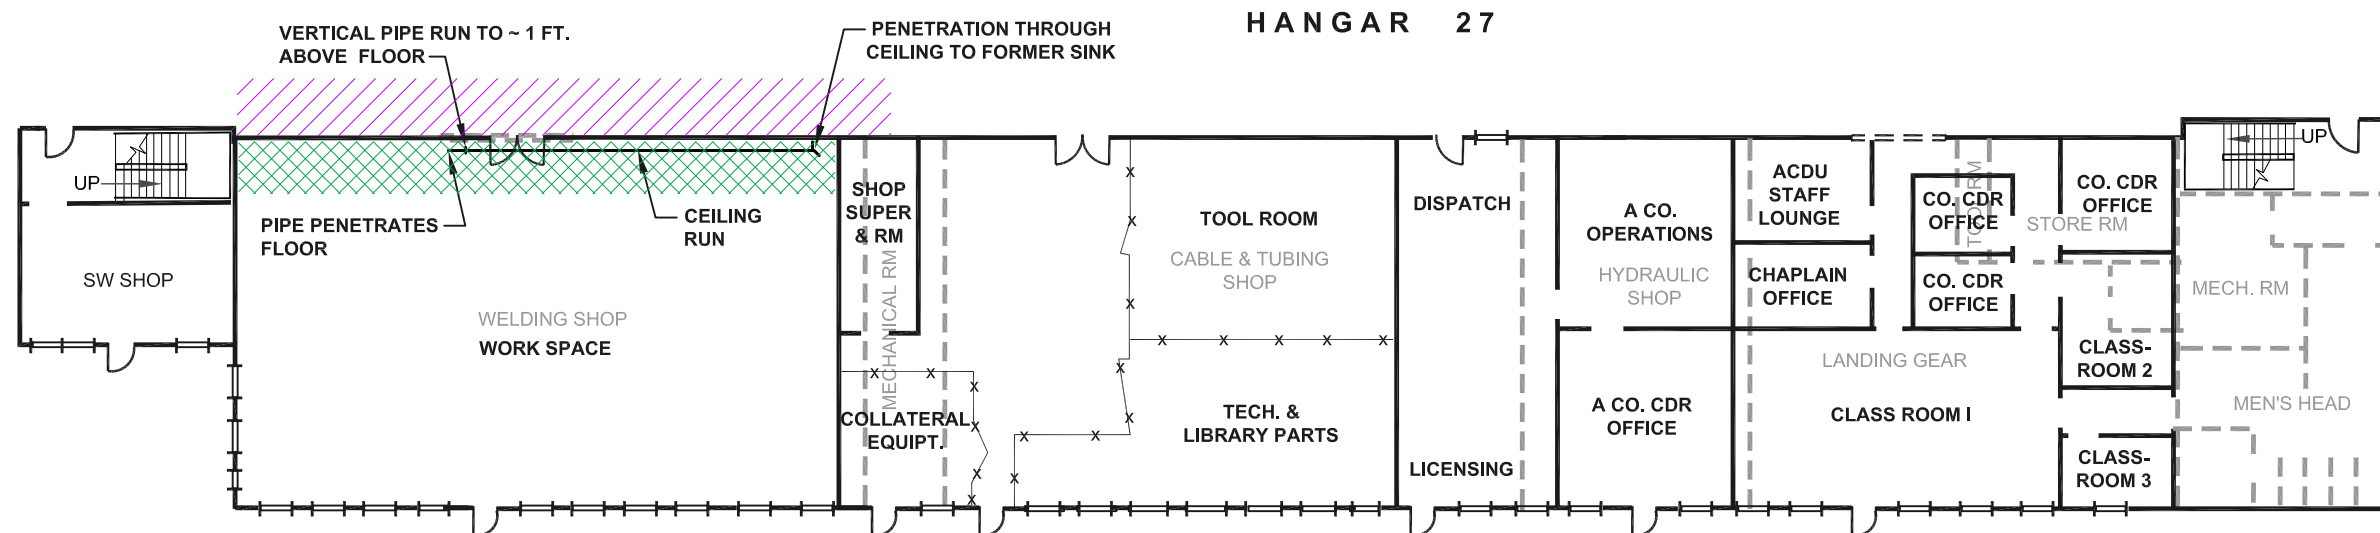 HANGAR 27
VERTICAL PIPE RUN TO ~ 1 FT.
ABOVE FLOOR
PENETRATION THROUGH
CEILING TO FORMER SINK
UP
PIPE PENETRATES
FLOOR
CEILING
RUN
SW SHOP
WELDING SHOP
WORK SPACE
SHOP
SUPER
& RM
MECHANICAL RM
COLLATERAL
EQUIPT.
TOOL ROOM
CABLE & TUBING
SHOP
TECH. &
LIBRARY PARTS
DISPATCH
LICENSING
A CO.
OPERATIONS
HYDRAULIC
SHOP
A CO. CDR
OFFICE
ACDU
STAFF
LOUNGE
CHAPLAIN
OFFICE
CO. CDR
OFFICE
TOOL RM
CO. CDR
OFFICE
STORE RM
CO. CDR
OFFICE
LANDING GEAR
CLASS ROOM I
CLASS-
ROOM 2
CLASS-
ROOM 3
UP
MECH. RM
MEN'S HEAD